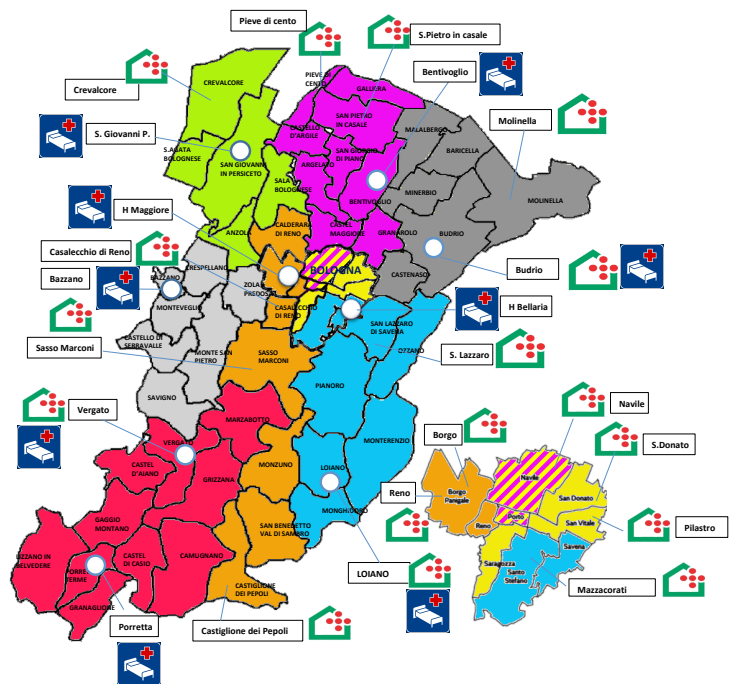 Pieve di cento
S.Pietro in casale
Bentivoglio
Crevalcore
Molinella
S. Giovanni P.
H Maggiore
Casalecchio di Reno
Bazzano
Budrio
H Bellaria
Sasso Marconi
S. Lazzaro
Vergato
Navile
Borgo
S.Donato
Reno
Pilastro
LOIANO
Mazzacorati
Porretta
Castiglione dei Pepoli
CREVALCORE
PIEVE DI
CENTO
GALLIERA
SAN PIETRO
IN CASALE
CASTELLO
D'ARGILE
MALALBERGO
SAN GIORGIO
DI PIANO
BARICELLA
S.AGATA
BOLOGNESE
SAN GIOVANNI
IN PERSICETO
ARGELATO
SALA
BOLOGNESE
MINERBIO
MOLINELLA
BENTIVOGLIO
ANZOLA
CALDERARA
DI RENO
CASTEL
MAGGIORE
GRANAROLO
BUDRIO
CRESPELLANO
BOLOGNA
CASTENASO
BAZZANO
ZOLA
PREDOSA
MONTEVEGLIO
CASALECCHIO
DI RENO
SAN LAZZARO
DI SAVENA
OZZANO
CASTELLO DI
SERRAVALLE
MONTE SAN
PIETRO
SASSO
MARCONI
PIANORO
SAVIGNO
MARZABOTTO
VERGATO
MONTERENZIO
CASTEL
D'AIANO
MONZUNO
LOIANO
GRIZZANA
MONGHIDORO
GAGGIO
MONTANO
SAN BENEDETTO
VAL DI SAMBRO
LIZZANO IN
BELVEDERE
PORRETTA
TERME
CASTEL
DI CASIO
CAMUGNANO
GRANAGLIONE
CASTIGLIONE
DEI PEPOLI
Navile
Borgo
Panigale
San Donato
Porto
Reno
San Vitale
Savena
Saragozza
Santo
Stefano